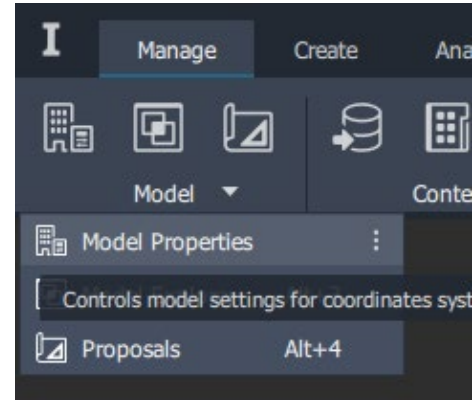 I
Manage Create Ana
Model Conte
Model Properties
Controls model settings for coordinates syst
Proposals Alt+4